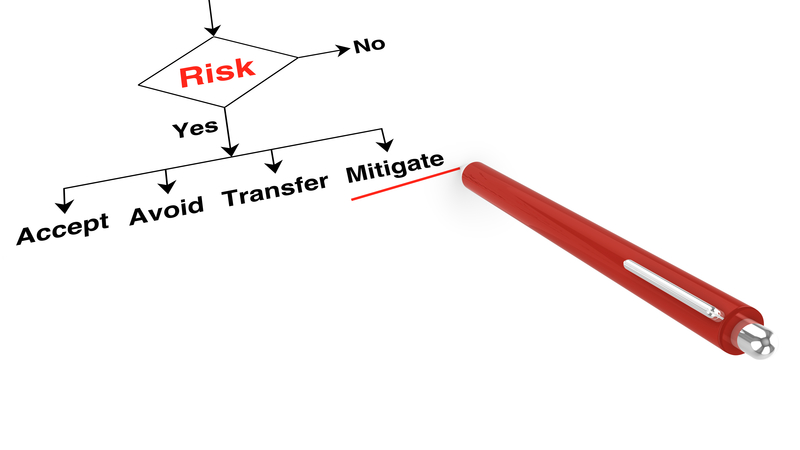 Risk
No
Yes
Accept
Avoid
Transfer
Mitigate